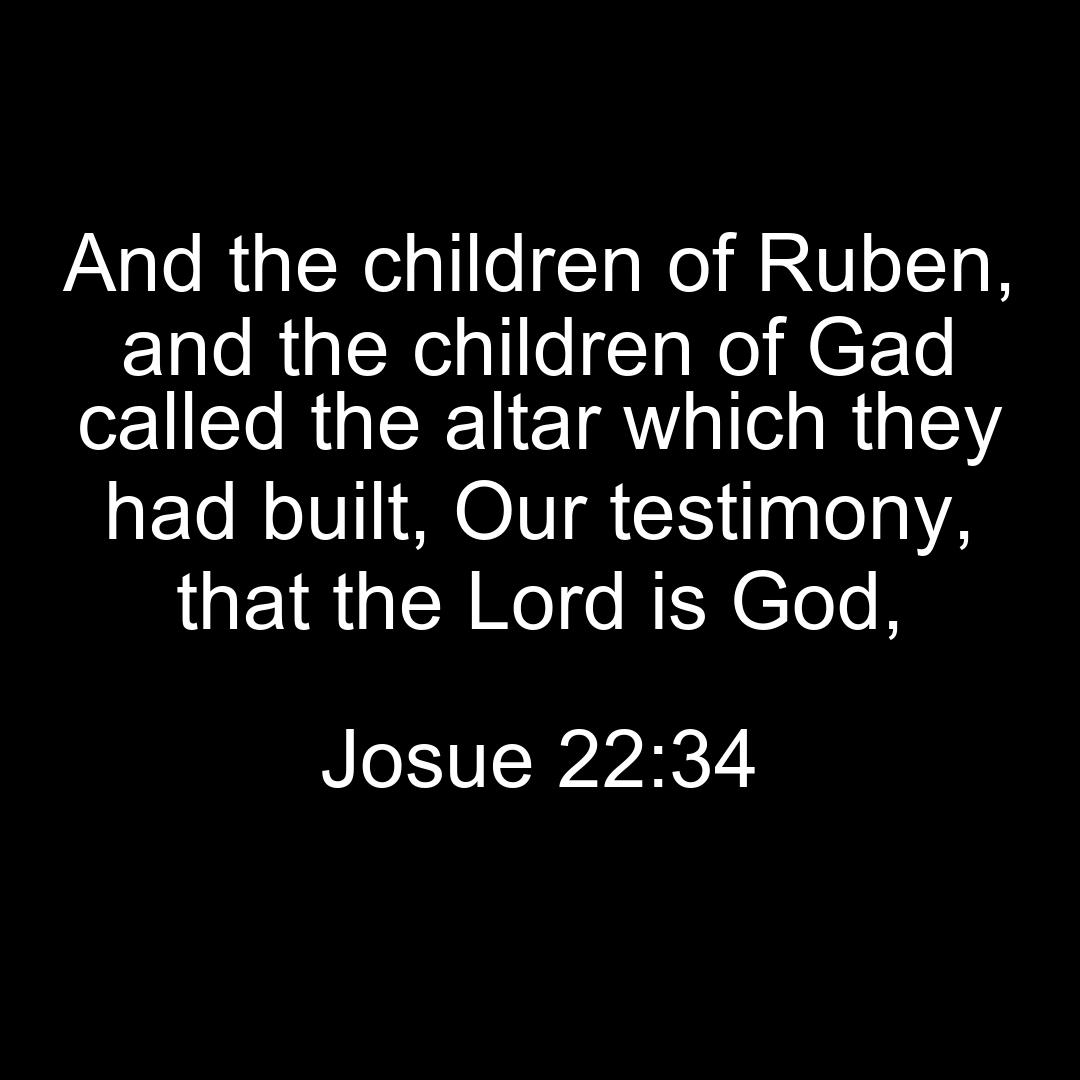 And the children of Ruben,
and the children of Gad
called the altar which they
had built, Our testimony,
that the Lord is God,
Josue 22:34